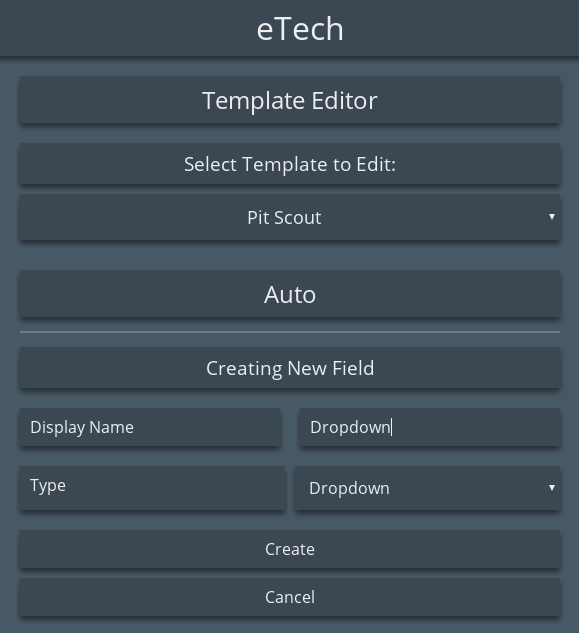 eTech
Template Editor
Select Template to Edit:
Pit Scout
Auto
Creating New Field
Display Name Dropdown
Type Dropdown
Create
Cancel